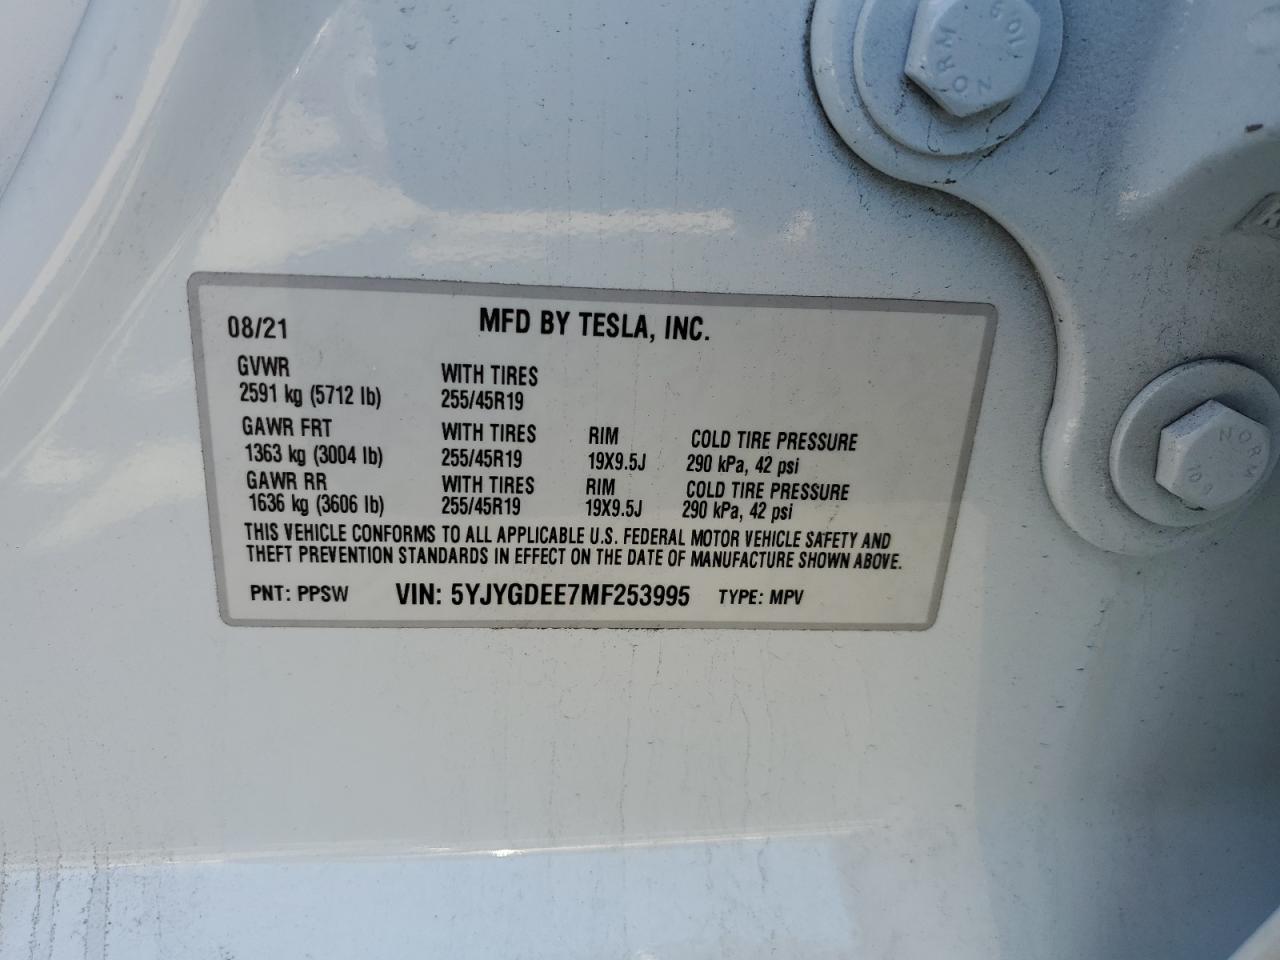 08/21 MFD BY TESLA, INC.
GVWR WITH TIRES
2591 kg (5712 lb) 255/45R19
GAWR FRT WITH TIRES RIM COLD TIRE PRESSURE
1363 kg (3004 lb) 255/45R19 19X9.5J 290 kPa, 42 psi
GAWR RR WITH TIRES RIM COLD TIRE PRESSURE
1636 kg (3606 lb) 255/45R19 19X9.5J 290 kPa, 42 psi
THIS VEHICLE CONFORMS TO ALL APPLICABLE U.S. FEDERAL MOTOR VEHICLE SAFETY AND
THEFT PREVENTION STANDARDS IN EFFECT ON THE DATE OF MANUFACTURE SHOWN ABOVE.
PNT: PPSW VIN: 5YJYGDEE7MF253995 TYPE: MPV
NORM
109
NORM
109